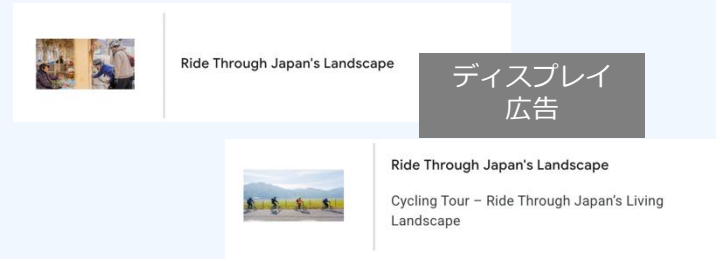 Ride Through Japan's Landscape
ディスプレイ
広告
Ride Through Japan's Landscape
Cycling Tour – Ride Through Japan’s Living
Landscape